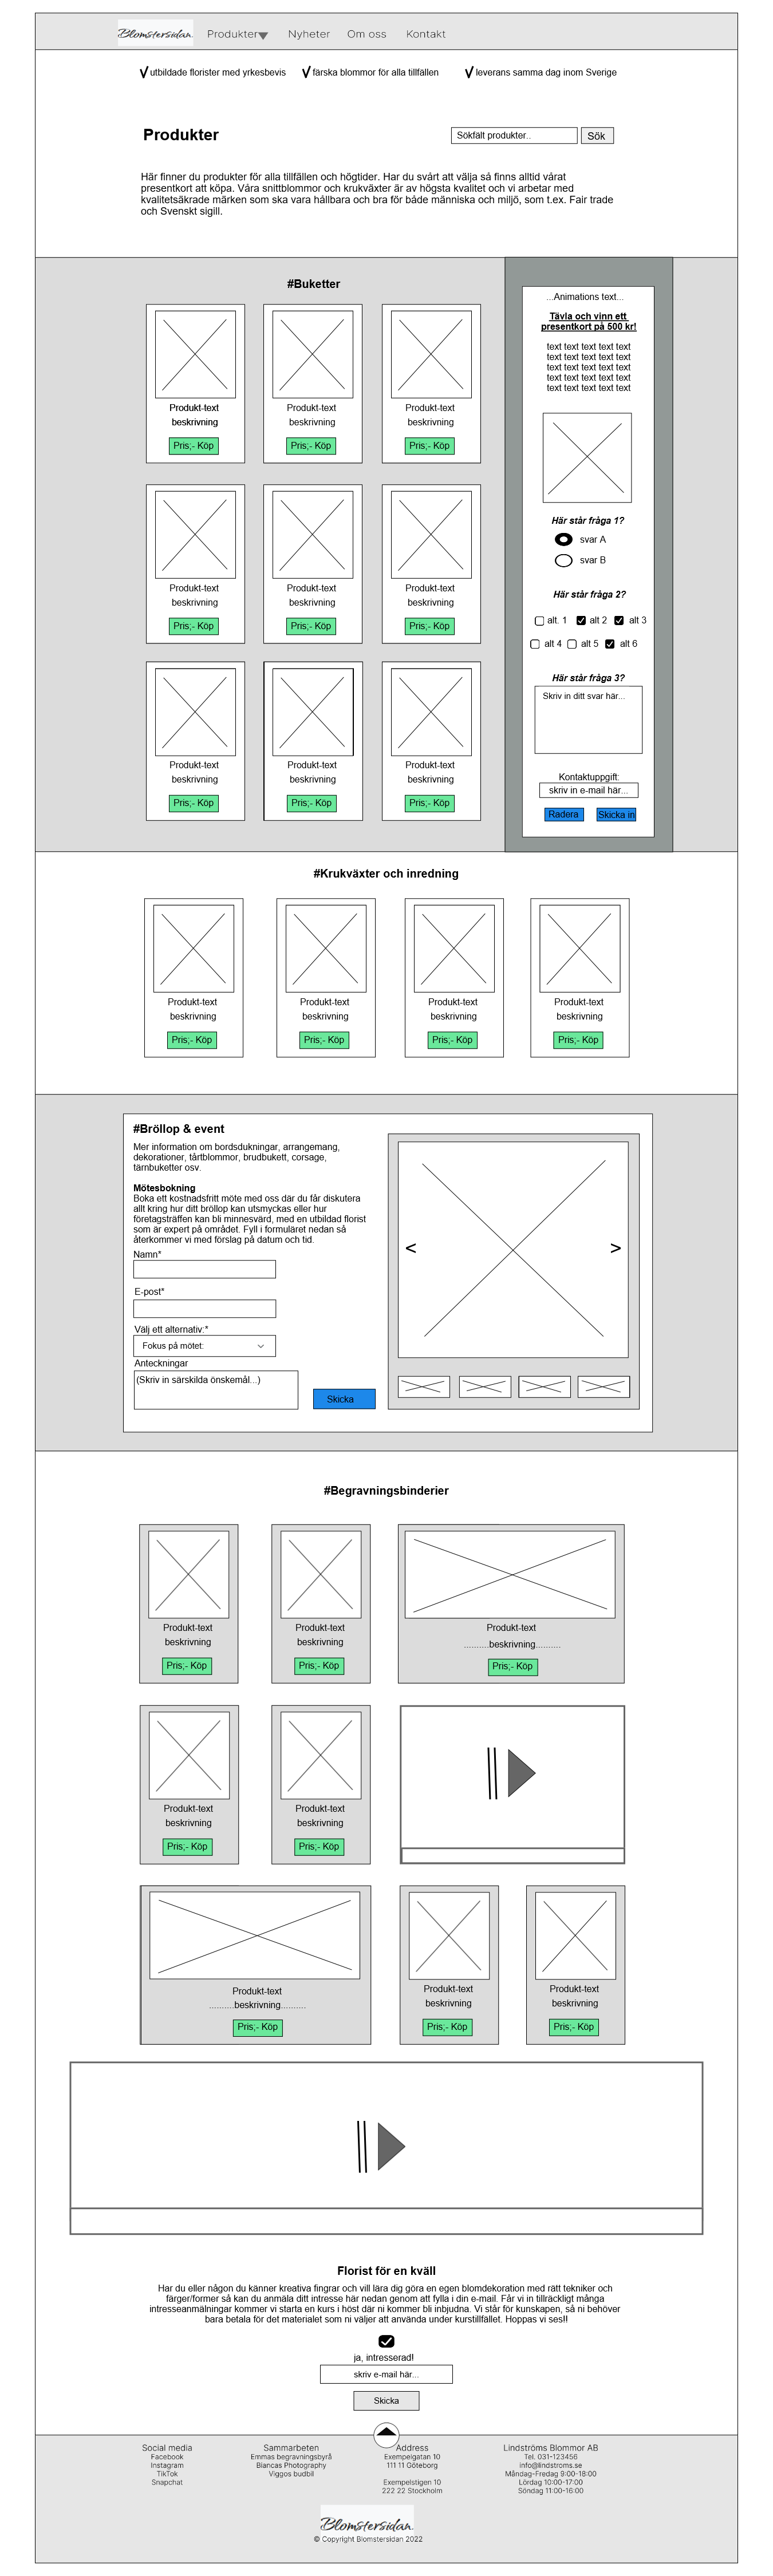 Blomstersidan
Produkter Nyheter Om oss Kontakt
utbildade florister med yrkesbevis färska blommor för alla tillfällen leverans samma dag inom Sverige
Produkter
Sökfält produkter.. Sök
Här finner du produkter för alla tillfällen och högtider. Har du svårt att välja så finns alltid vårat
presentkort att köpa. Våra snittblommor och krukväxter är av högsta kvalitet och vi arbetar med
kvalitetsäkrade märken som ska vara hållbara och bra för både människa och miljö, som t.ex. Fair trade
och Svenskt sigill.
#Buketter
Produkt-text Produkt-text Produkt-text
beskrivning beskrivning beskrivning
Pris;- Köp Pris;- Köp Pris;- Köp
Produkt-text Produkt-text Produkt-text
beskrivning beskrivning beskrivning
Pris;- Köp Pris;- Köp Pris;- Köp
Produkt-text Produkt-text Produkt-text
beskrivning beskrivning beskrivning
Pris;- Köp Pris;- Köp Pris;- Köp
...Animations text...
Tävla och vinn ett
presentkort på 500 kr!
text text text text text
text text text text text
text text text text text
text text text text text
text text text text text
Här står fråga 1?
svar A
svar B
Här står fråga 2?
alt. 1 alt 2 alt 3
alt 4 alt 5 alt 6
Här står fråga 3?
Skriv in ditt svar här...
Kontaktuppgift:
skriv in e-mail här...
Radera Skicka in
#Krukväxter och inredning
Produkt-text Produkt-text Produkt-text Produkt-text
beskrivning beskrivning beskrivning beskrivning
Pris;- Köp Pris;- Köp Pris;- Köp Pris;- Köp
#Bröllop & event
Mer information om bordsdukningar, arrangemang,
dekorationer, tårtblommor, brudbukett, corsage,
tärnbuketter osv.
Mötesbokning
Boka ett kostnadsfritt möte med oss där du får diskutera
allt kring hur ditt bröllop kan utsmyckas eller hur
företagsträffen kan bli minnesvärd, med en utbildad florist
som är expert på området. Fyll i formuläret nedan så
återkommer vi med förslag på datum och tid.
Namn*
E-post*
Välj ett alternativ:*
Fokus på mötet:
Anteckningar
(Skriv in särskilda önskemål...)
Skicka
< >
#Begravningsbinderier
Produkt-text Produkt-text Produkt-text
beskrivning beskrivning ..........beskrivning..........
Pris;- Köp Pris;- Köp Pris;- Köp
Produkt-text Produkt-text
beskrivning beskrivning
Pris;- Köp Pris;- Köp
Produkt-text Produkt-text Produkt-text
..........beskrivning.......... beskrivning beskrivning
Pris;- Köp Pris;- Köp Pris;- Köp
Florist för en kväll
Har du eller någon du känner kreativa fingrar och vill lära dig göra en egen blomdekoration med rätt tekniker och
färger/former så kan du anmäla ditt intresse här nedan genom att fylla i din e-mail. Får vi in tillräckligt många
intresseanmälningar kommer vi starta en kurs i höst där ni kommer bli inbjudna. Vi står för kunskapen, så ni behöver
bara betala för det materialet som ni väljer att använda under kurstillfället. Hoppas vi ses!!
ja, intresserad!
skriv e-mail här...
Skicka
Social media
Facebook
Instagram
TikTok
Snapchat
Sammarbeten
Emmas begravningsbyrå
Biancas Photography
Viggos budbil
Address
Exempelgatan 10
111 11 Göteborg
Exempelstigen 10
222 22 Stockholm
Lindströms Blommor AB
Tel. 031-123456
info@lindstroms.se
Måndag-Fredag 9:00-18:00
Lördag 10:00-17:00
Söndag 11:00-16:00
Blomstersidan
© Copyright Blomstersidan 2022